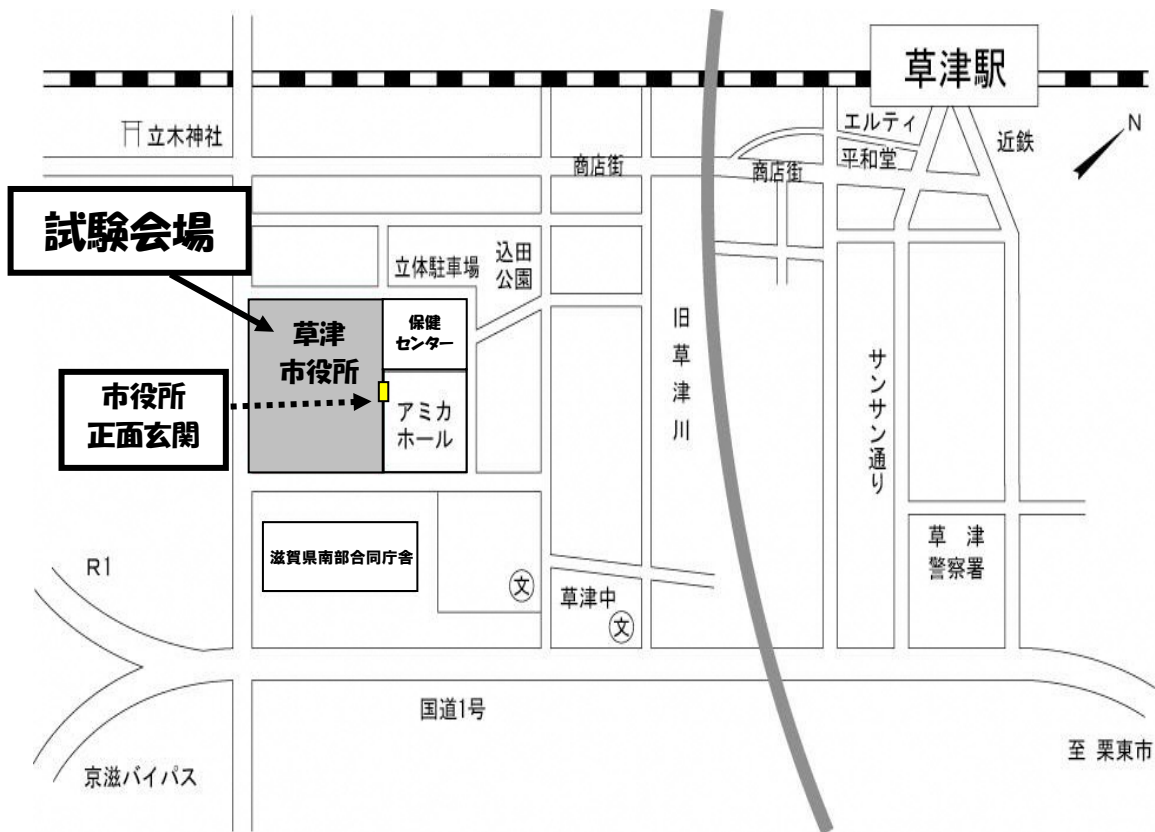 草津駅
エルティ
近鉄
N
立木神社
商店街
商店街
平和堂
試験会場
立体駐車場
込田
公園
草津
市役所
保健
センター
旧草津川
サンサン通り
市役所
正面玄関
アミカ
ホール
滋賀県南部合同庁舎
草津
警察署
R1
文
草津中
文
国道1号
至 栗東市
京滋バイパス